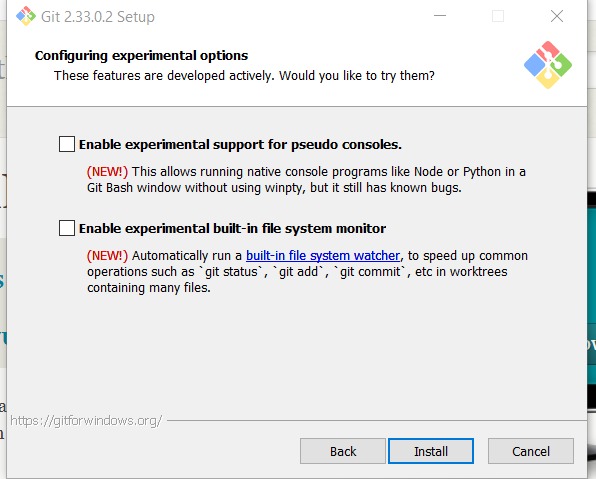 Git 2.33.0.2 Setup
Configuring experimental options
These features are developed actively. Would you like to try them?
Enable experimental support for pseudo consoles.
(NEW!) This allows running native console programs like Node or Python in a
Git Bash window without using winpty, but it still has known bugs.
Enable experimental built-in file system monitor
(NEW!) Automatically run a built-in file system watcher, to speed up common
operations such as `git status`, `git add`, `git commit`, etc in worktrees
containing many files.
https://gitforwindows.org/
Back Install Cancel